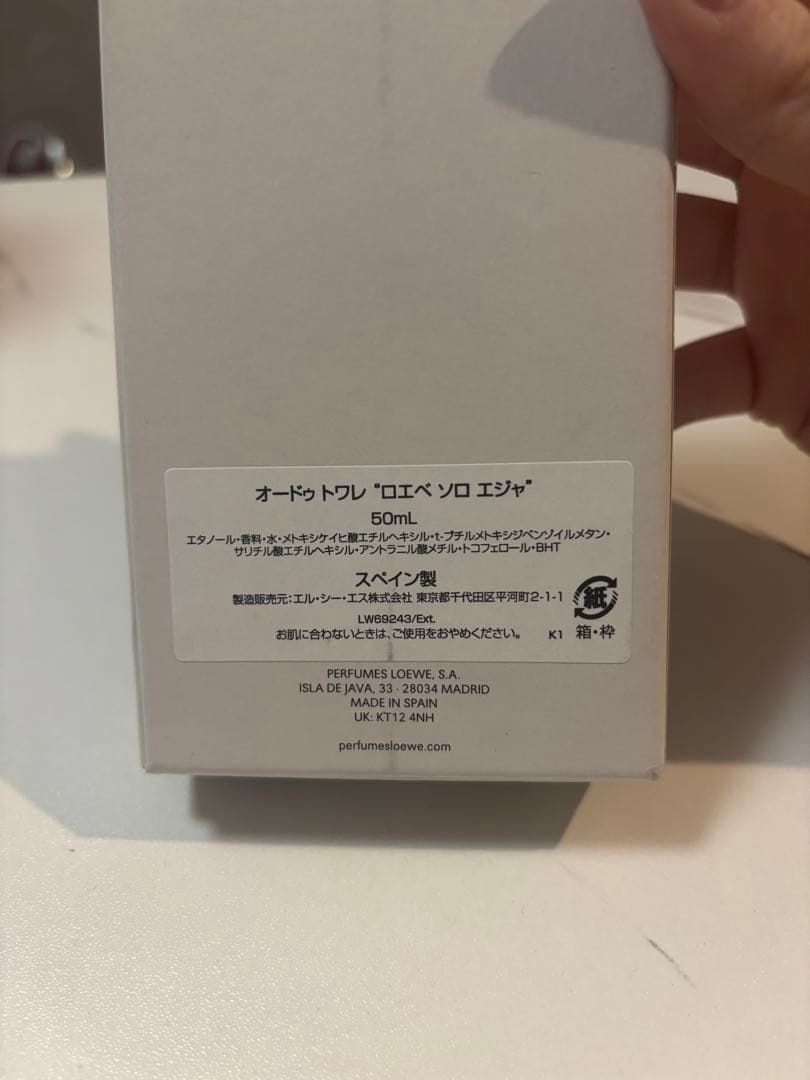 オードゥ トワレ “ロエベ ソロ エジャ”
50mL
エタノール・香料・水・メトキシケイヒ酸エチルヘキシル・t-ブチルメトキシジベンゾイルメタン・
サリチル酸エチルヘキシル・アントラニル酸メチル・トコフェロール・BHT
スペイン製
製造販売元:エル・シー・エス株式会社 東京都千代田区平河町2-1-1
LW69243/Ext.
お肌に合わないときは、ご使用をおやめください。 K1
紙
箱・枠
PERFUMES LOEWE, S.A.
ISLA DE JAVA, 33 · 28034 MADRID
MADE IN SPAIN
UK: KT12 4NH
perfumesloewe.com